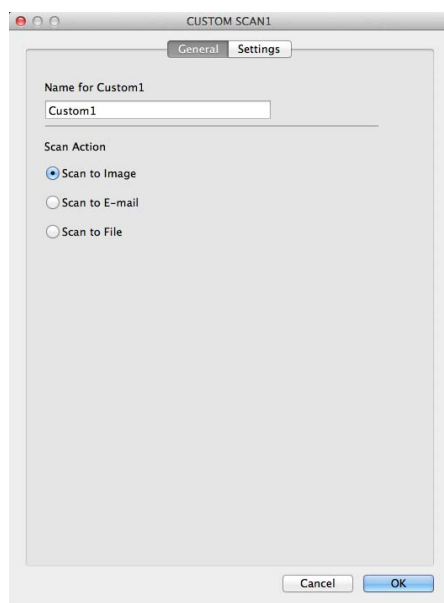 CUSTOM SCAN1
General Settings
Name for Custom1
Custom1
Scan Action
Scan to Image
Scan to E-mail
Scan to File
Cancel OK